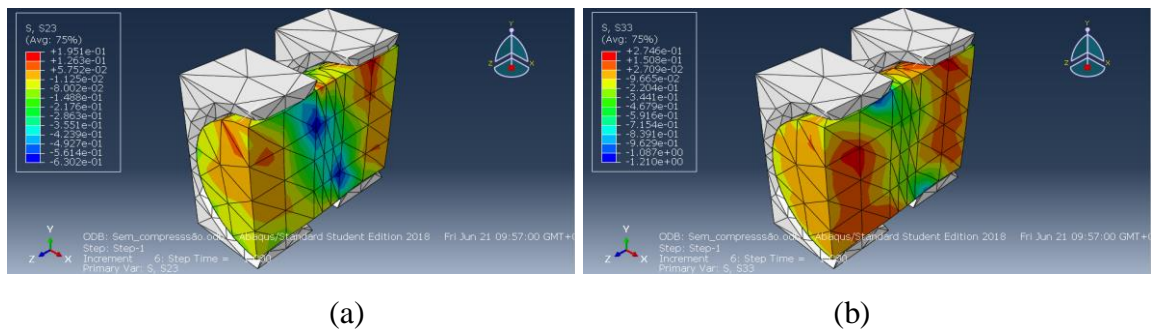 S, S23
(Avg: 75%)
+1.951e-01
+1.263e-01
+5.752e-02
-1.125e-02
-8.002e-02
-1.488e-01
-2.176e-01
-2.863e-01
-3.551e-01
-4.239e-01
-4.927e-01
-5.614e-01
-6.302e-01
Y
Z
X
Y
Z
X
ODB: Sem_compresssão.odb Abaqus/Standard Student Edition 2018 Fri Jun 21 09:57:00 GMT+0
Step: Step-1
Increment 6: Step Time =
Primary Var: S, S23
(a)
S, S33
(Avg: 75%)
+2.746e-01
+1.508e-01
+2.709e-02
-9.665e-02
-2.204e-01
-3.441e-01
-4.679e-01
-5.916e-01
-7.154e-01
-8.391e-01
-9.629e-01
-1.087e+00
-1.210e+00
Y
Z
X
Y
Z
X
ODB: Sem_compresssão.odb Abaqus/Standard Student Edition 2018 Fri Jun 21 09:57:00 GMT+0
Step: Step-1
Increment 6: Step Time =
Primary Var: S, S33
(b)